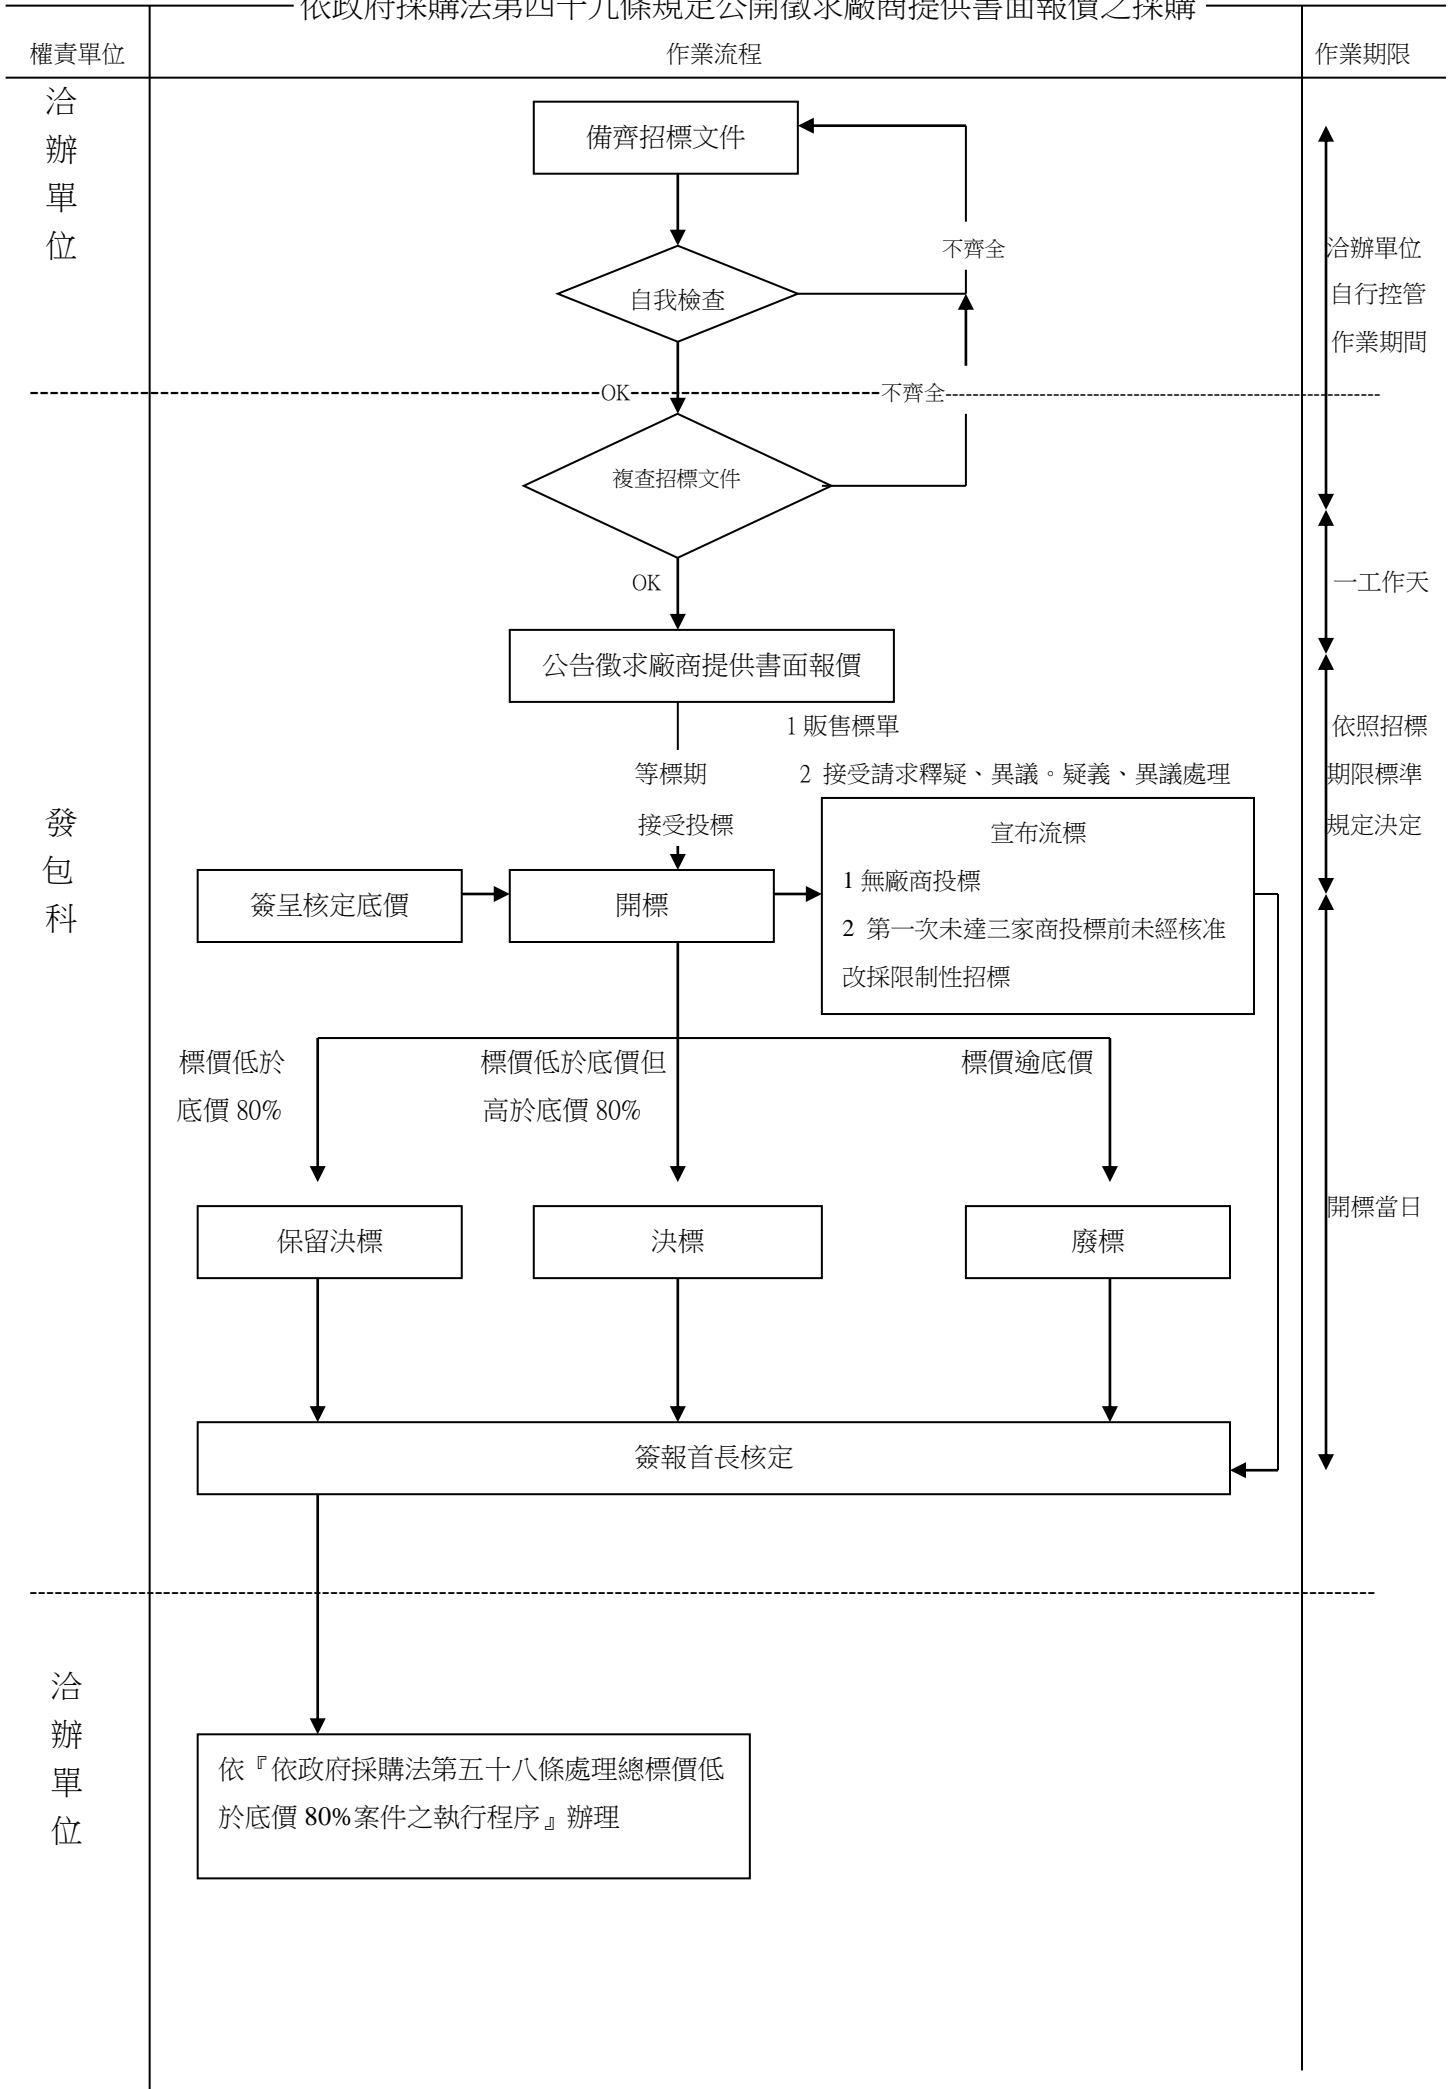 依政府採購法第四十九條規定公開徵求廠商提供書面報價之採購
權責單位
作業流程
作業期限
洽
辦
單
位
備齊招標文件
不齊全
自我檢查
洽辦單位
自行控管
作業期間
OK
不齊全
複查招標文件
OK
一工作天
公告徵求廠商提供書面報價
1 販售標單
等標期
2 接受請求釋疑、異議。疑義、異議處理
接受投標
依照招標
期限標準
規定決定
發
包
科
簽呈核定底價
開標
宣布流標
1 無廠商投標
2 第一次未達三家商投標前未經核准
改採限制性招標
標價低於
底價 80%
標價低於底價但
高於底價 80%
標價逾底價
保留決標
決標
廢標
開標當日
簽報首長核定
洽
辦
單
位
依『依政府採購法第五十八條處理總標價低
於底價 80%案件之執行程序』辦理